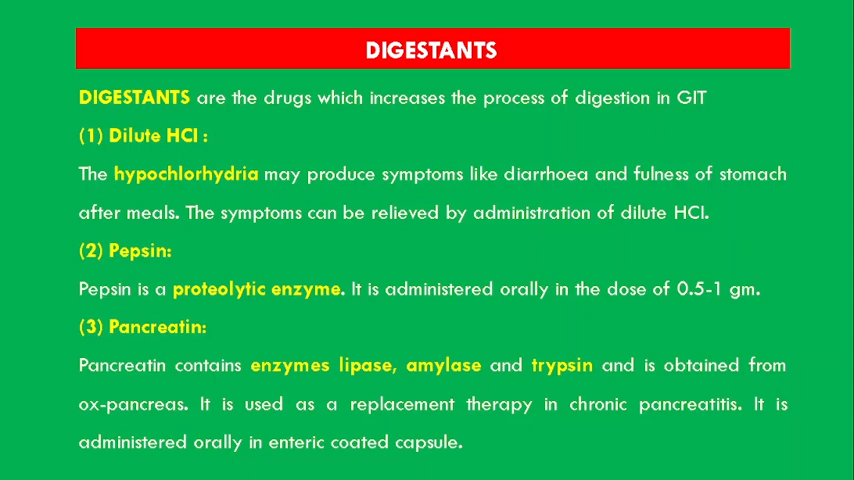 DIGESTANTS
DIGESTANTS are the drugs which increases the process of digestion in GIT
(1) Dilute HCl :
The hypochlorhydria may produce symptoms like diarrhoea and fulness of stomach
after meals. The symptoms can be relieved by administration of dilute HCl.
(2) Pepsin:
Pepsin is a proteolytic enzyme. It is administered orally in the dose of 0.5-1 gm.
(3) Pancreatin:
Pancreatin contains enzymes lipase, amylase and trypsin and is obtained from
ox-pancreas. It is used as a replacement therapy in chronic pancreatitis. It is
administered orally in enteric coated capsule.